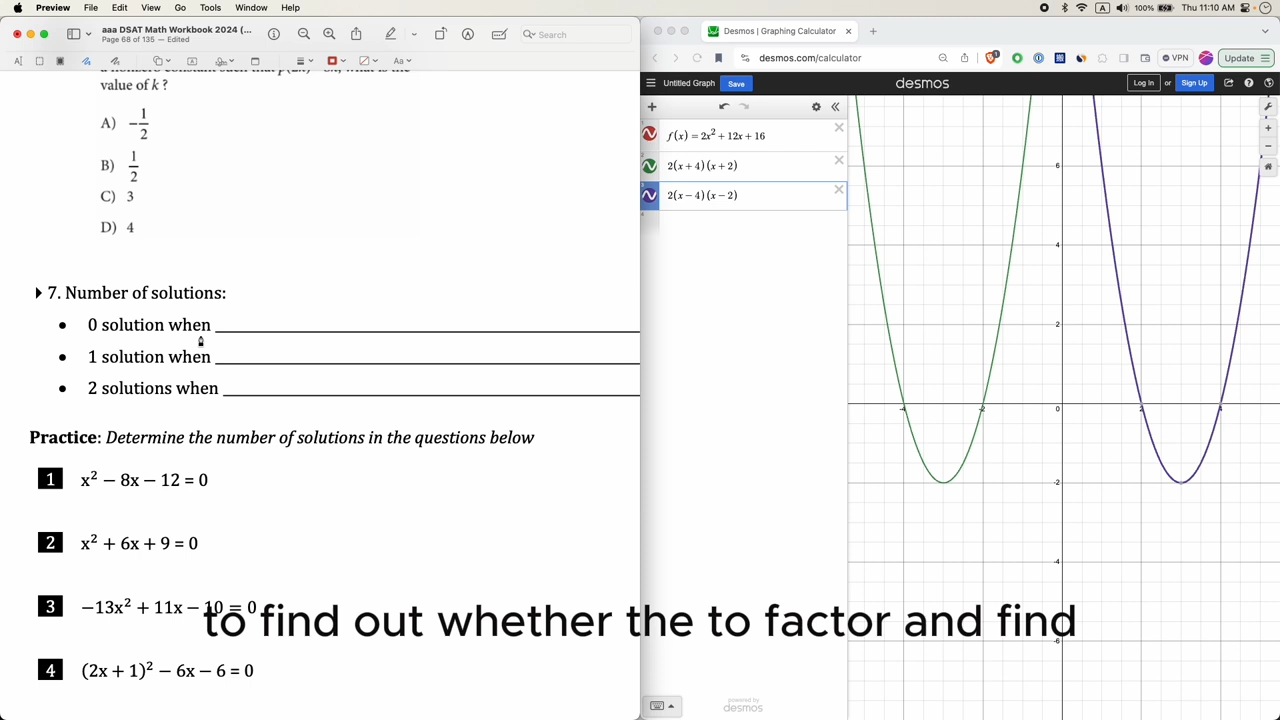 Preview File Edit View Go Tools Window Help
A 100% Thu 11:10 AM
aaa DSAT Math Workbook 2024 (...
Page 68 of 135 — Edited
Search
Aa
value of k ?
A) −1/2
B) 1/2
C) 3
D) 4
7. Number of solutions:
• 0 solution when
• 1 solution when
• 2 solutions when
Practice: Determine the number of solutions in the questions below
1 x² − 8x − 12 = 0
2 x² + 6x + 9 = 0
3 −13x² + 11x − 10 = 0
4 (2x + 1)² − 6x − 6 = 0
Desmos | Graphing Calculator
desmos.com/calculator
VPN
Update
Untitled Graph
Save
desmos
Log In or Sign Up
1
f(x) = 2x² + 12x + 16
2
2(x + 4)(x + 2)
3
2(x − 4)(x − 2)
4
6
4
2
-4 -2 0 2 4
-2
-4
-6
powered by
desmos
to find out whether the to factor and find